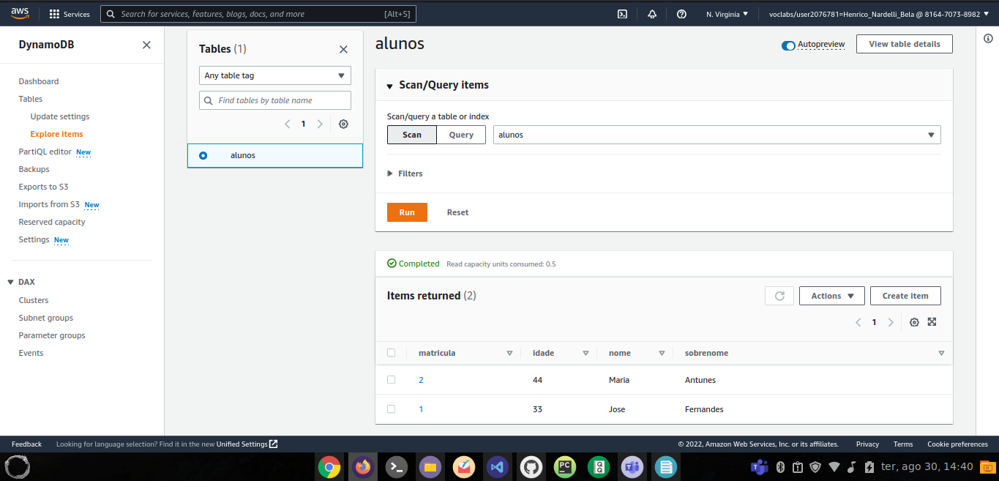 aws Services Search for services, features, blogs, docs, and more [Alt+S] N. Virginia voclabs/user2076781=Henrico_Nardelli_Bela @ 8164-7073-8982
DynamoDB
Dashboard
Tables
Update settings
Explore items
PartiQL editor New
Backups
Exports to S3
Imports from S3 New
Reserved capacity
Settings New
DAX
Clusters
Subnet groups
Parameter groups
Events
Tables (1)
Any table tag
Find tables by table name
1
alunos
alunos
Autopreview View table details
Scan/Query items
Scan/query a table or index
Scan Query alunos
Filters
Run Reset
Completed Read capacity units consumed: 0.5
Items returned (2) Actions Create item
1
matricula idade nome sobrenome
2 44 Maria Antunes
1 33 Jose Fernandes
Feedback Looking for language selection? Find it in the new Unified Settings © 2022, Amazon Web Services, Inc. or its affiliates. Privacy Terms Cookie preferences
ter, ago 30, 14:40